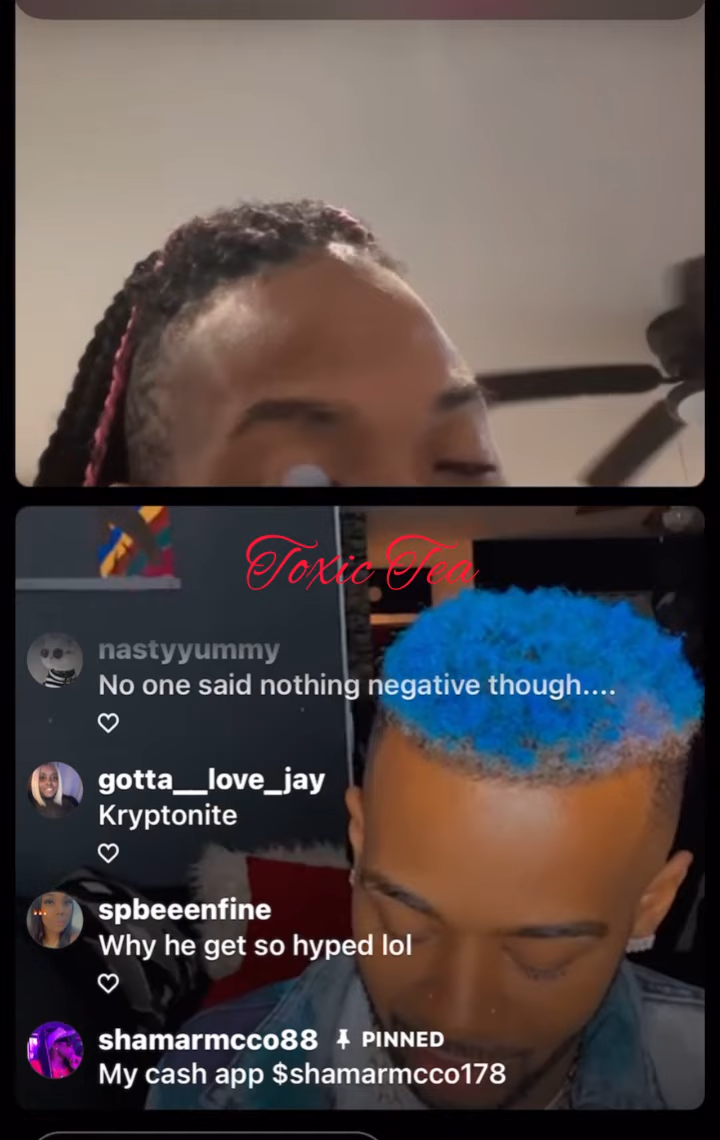 Toxic Tea
nastyyummy
No one said nothing negative though....
gotta__love_jay
Kryptonite
spbeeenfine
Why he get so hyped lol
shamarmcco88 PINNED
My cash app $shamarmcco178